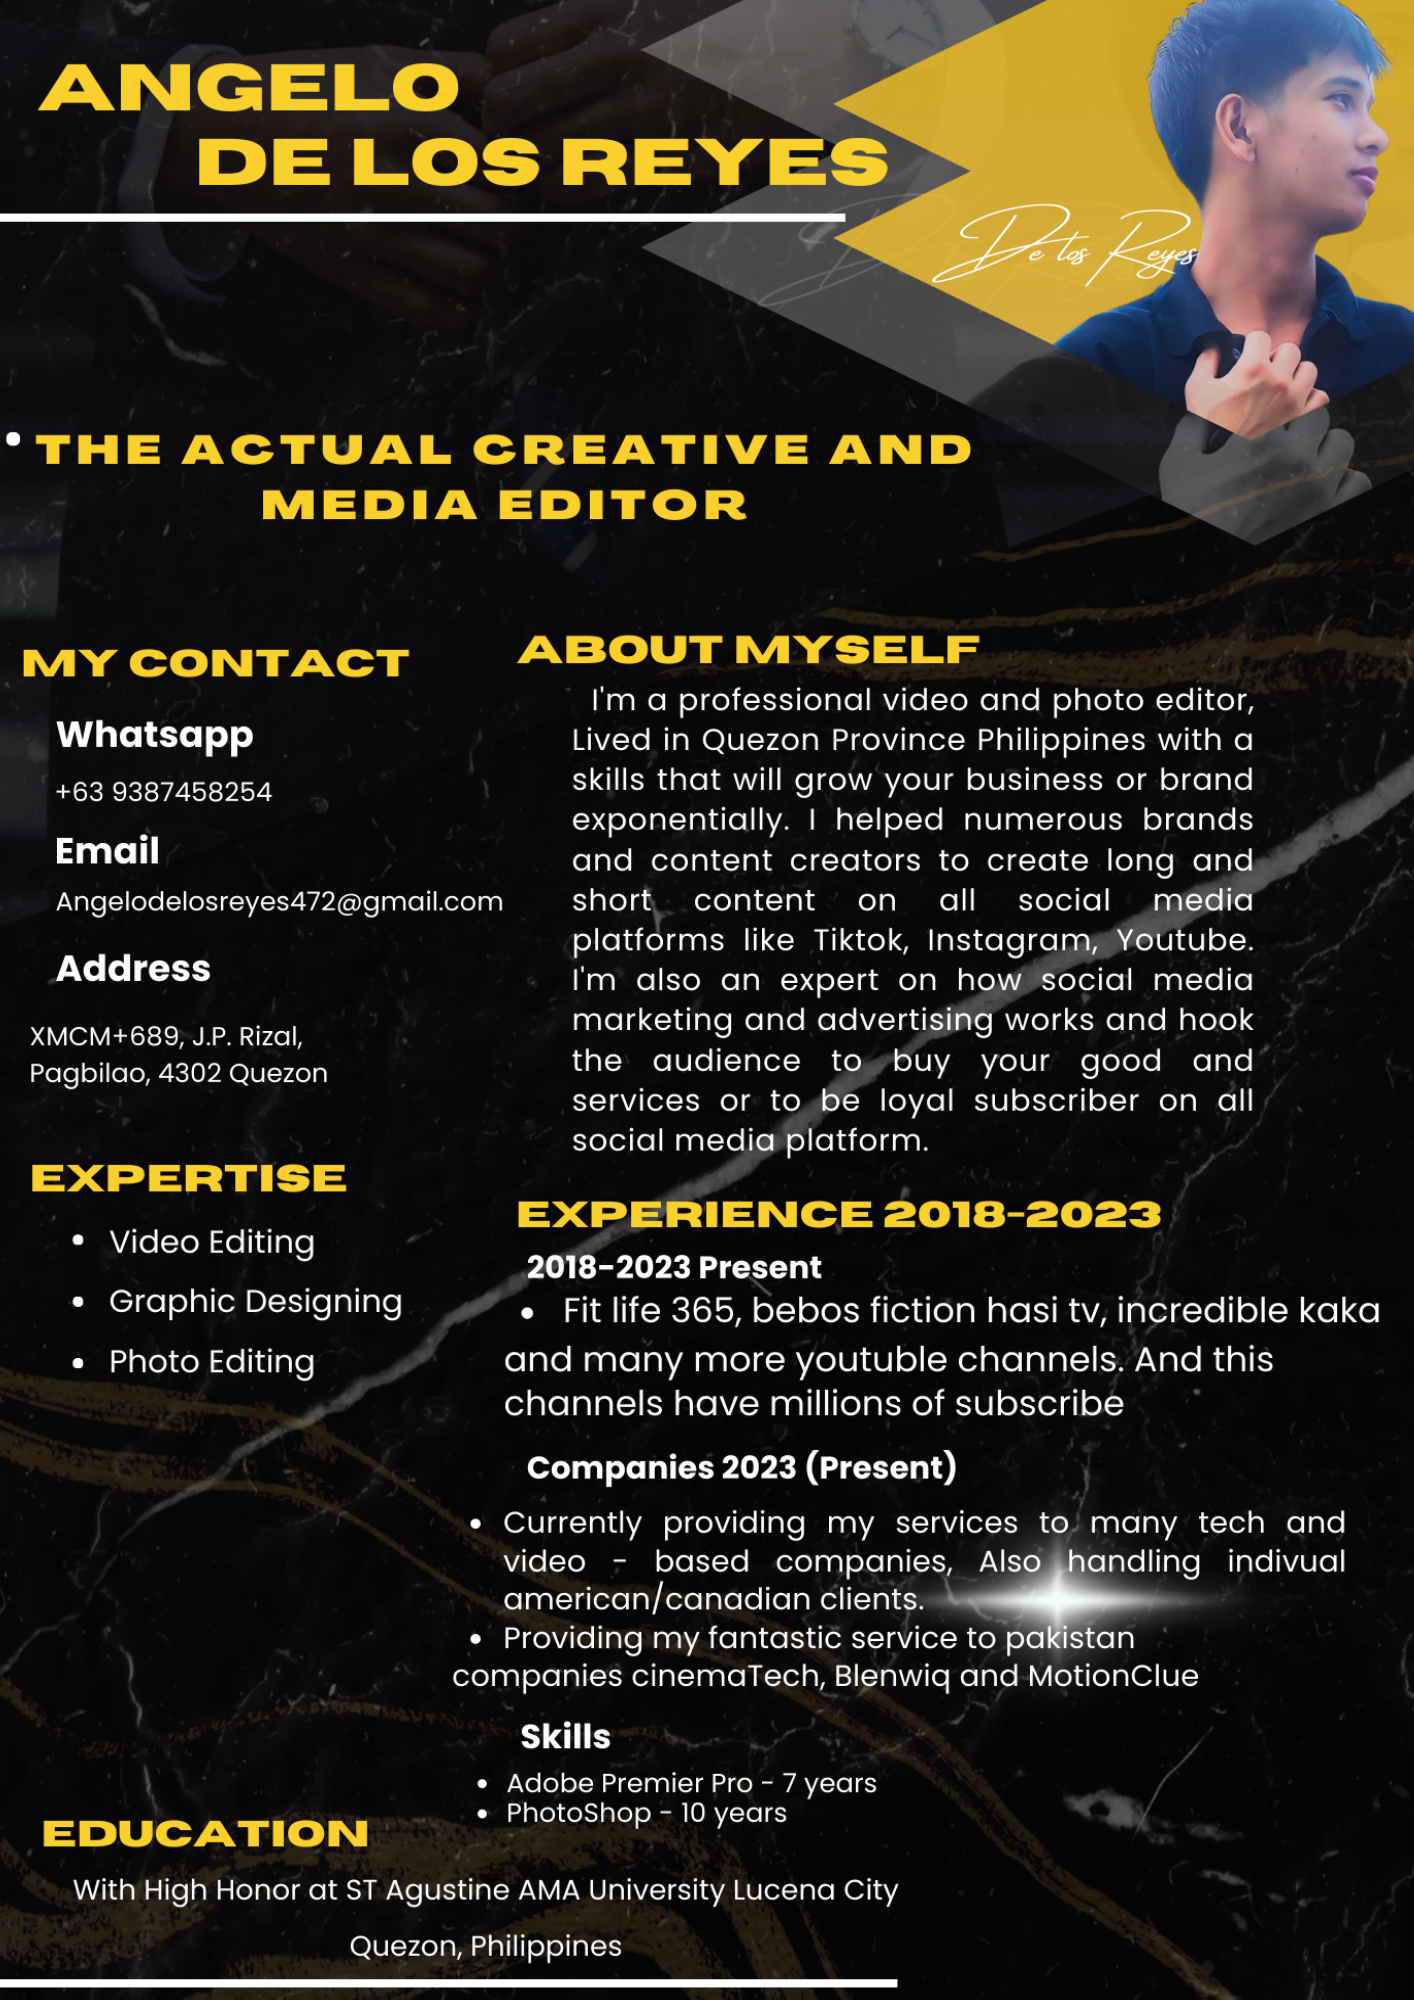 ANGELO
DE LOS REYES
De los Reyes
THE ACTUAL CREATIVE AND
MEDIA EDITOR
MY CONTACT
Whatsapp
+63 9387458254
Email
Angelodelosreyes472@gmail.com
Address
XMCM+689, J.P. Rizal,
Pagbilao, 4302 Quezon
EXPERTISE
• Video Editing
• Graphic Designing
• Photo Editing
ABOUT MYSELF
I'm a professional video and photo editor,
Lived in Quezon Province Philippines with a
skills that will grow your business or brand
exponentially. I helped numerous brands
and content creators to create long and
short content on all social media
platforms like Tiktok, Instagram, Youtube.
I'm also an expert on how social media
marketing and advertising works and hook
the audience to buy your good and
services or to be loyal subscriber on all
social media platform.
EXPERIENCE 2018-2023
2018-2023 Present
• Fit life 365, bebos fiction hasi tv, incredible kaka
and many more youtuble channels. And this
channels have millions of subscribe
Companies 2023 (Present)
• Currently providing my services to many tech and
video - based companies, Also handling indivual
american/canadian clients.
• Providing my fantastic service to pakistan
companies cinemaTech, Blenwiq and MotionClue
Skills
• Adobe Premier Pro - 7 years
• PhotoShop - 10 years
EDUCATION
With High Honor at ST Agustine AMA University Lucena City
Quezon, Philippines